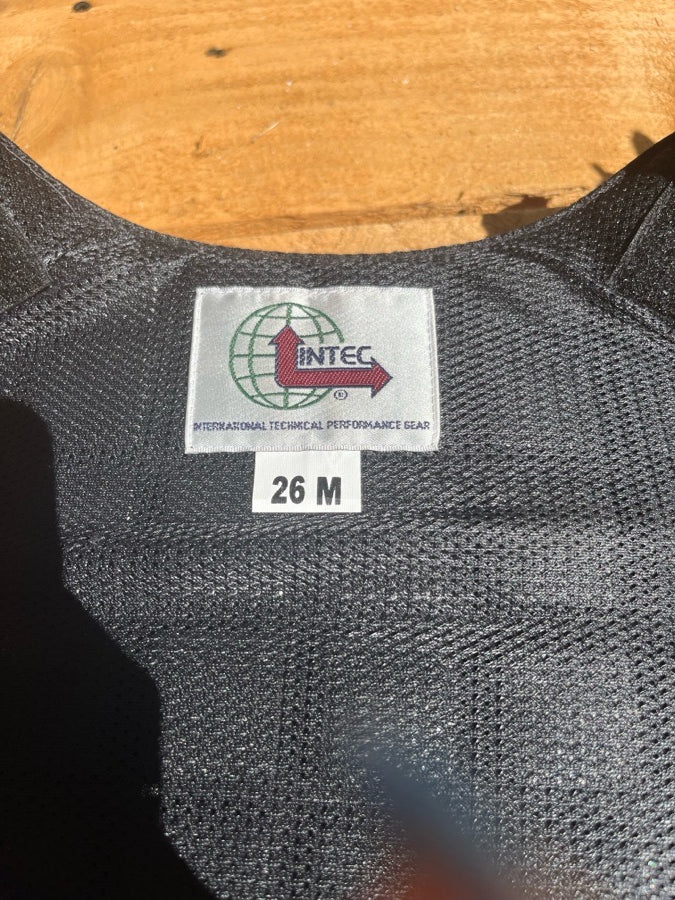 INTEC
®
INTERNATIONAL TECHNICAL PERFORMANCE GEAR
26 M